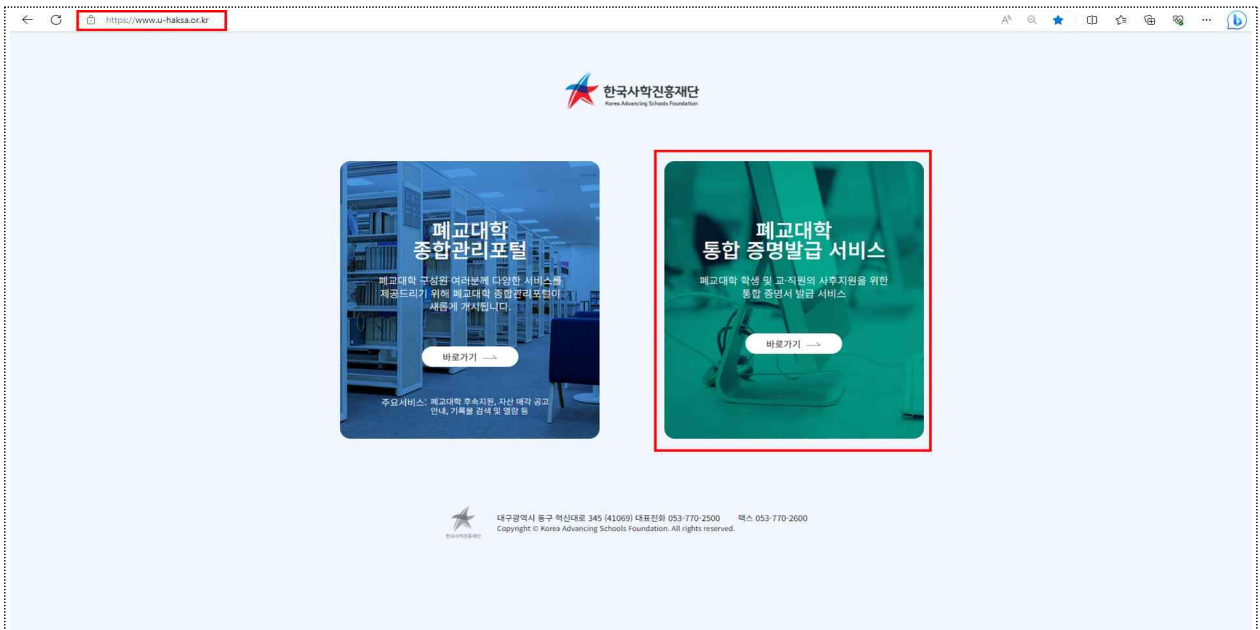 https://www.u-haksa.or.kr
한국사학진흥재단
Korea Advancing Schools Foundation
폐교대학
종합관리포털
폐교대학 구성원 여러분께 다양한 서비스를
제공드리기 위해 폐교대학 종합관리포털이
새롭게 개시됩니다.
바로가기
주요서비스: 폐교대학 후속지원, 자산 매각 공고
안내, 기록물 검색 및 열람 등
폐교대학
통합 증명발급 서비스
폐교대학 학생 및 교·직원의 사후지원을 위한
통합 증명서 발급 서비스
바로가기
한국사학진흥재단
대구광역시 동구 혁신대로 345 (41069) 대표전화 053-770-2500 팩스 053-770-2600
Copyright © Korea Advancing Schools Foundation. All rights reserved.